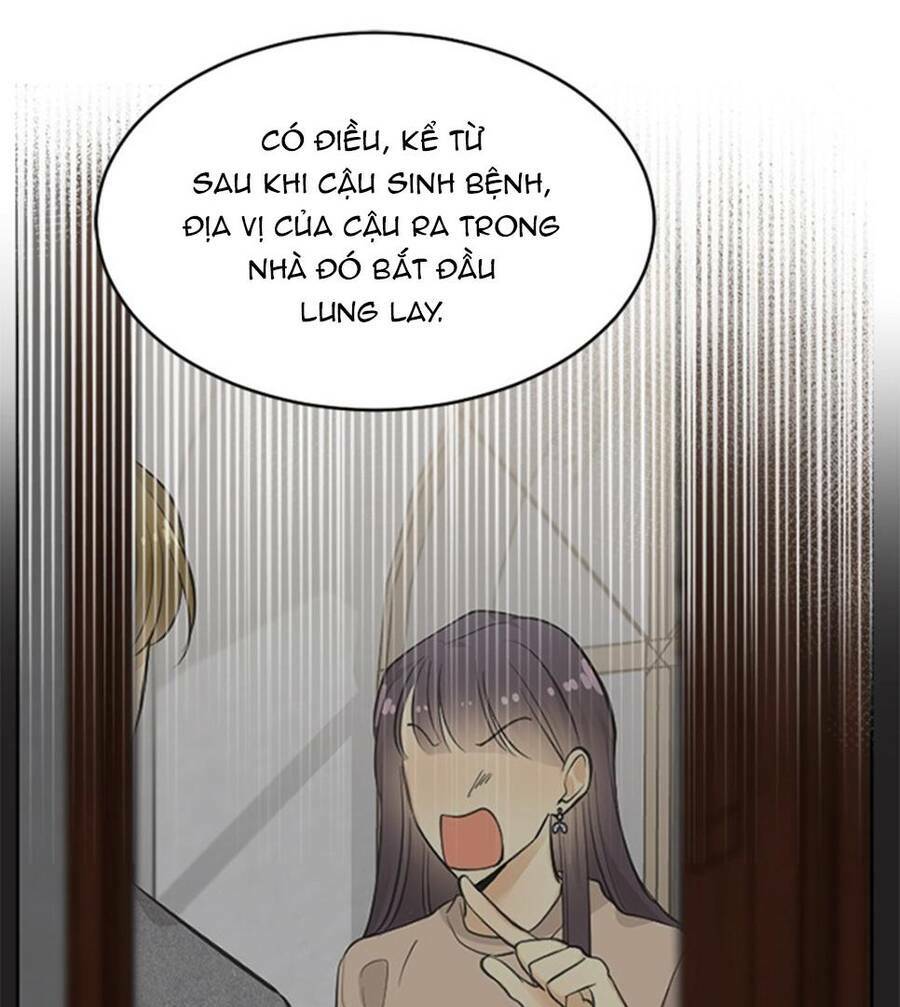 CÓ ĐIỀU, KỂ TỪ
SAU KHI CẬU SINH BỆNH,
ĐỊA VỊ CỦA CẬU RA TRONG
NHÀ ĐÓ BẮT ĐẦU
LUNG LAY.